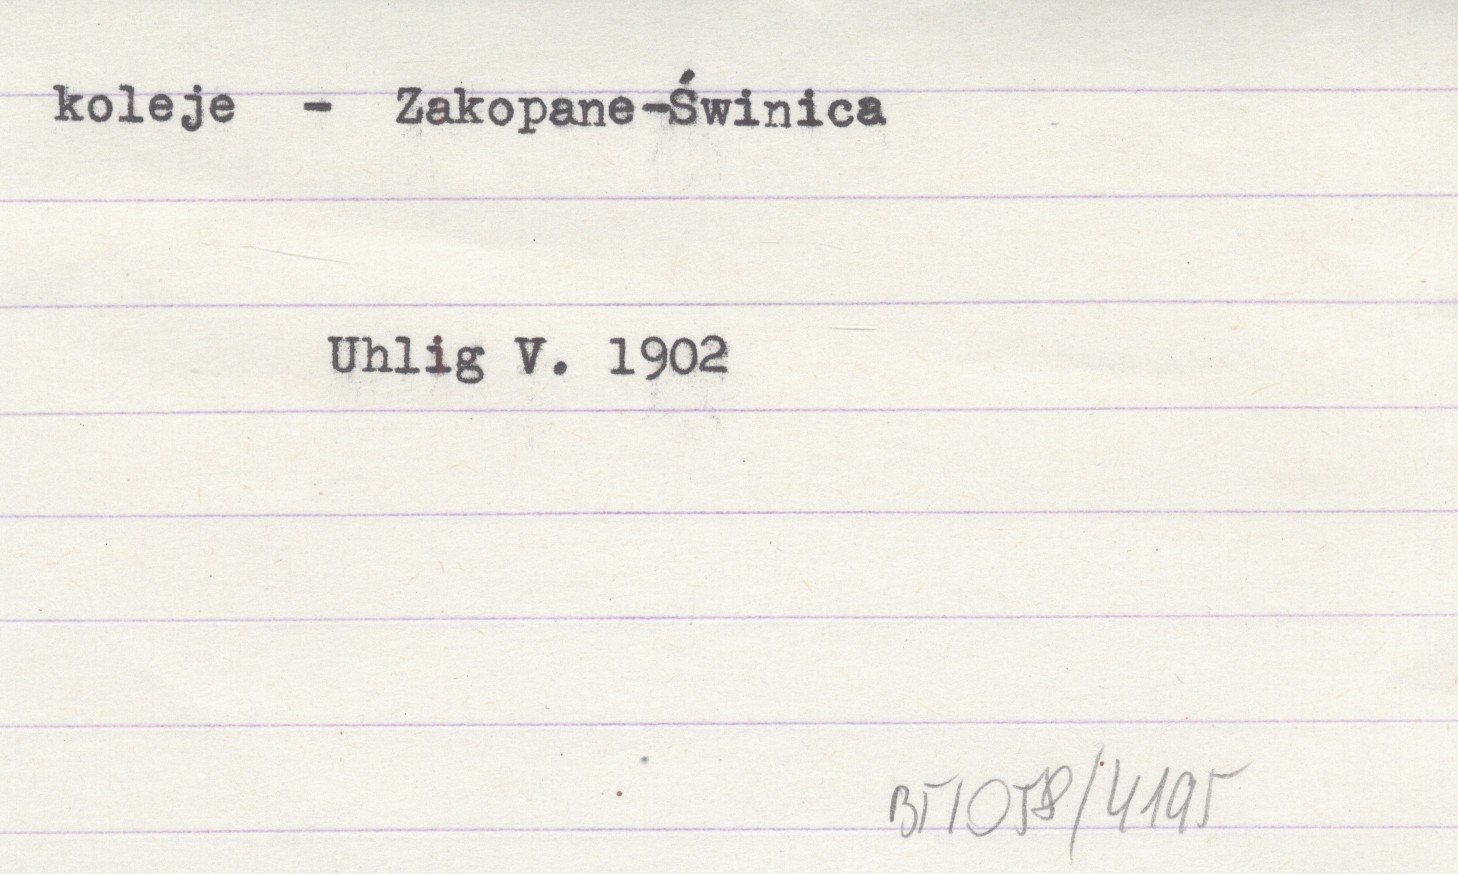 koleje - Zakopane-Świnica
Uhlig V. 1902